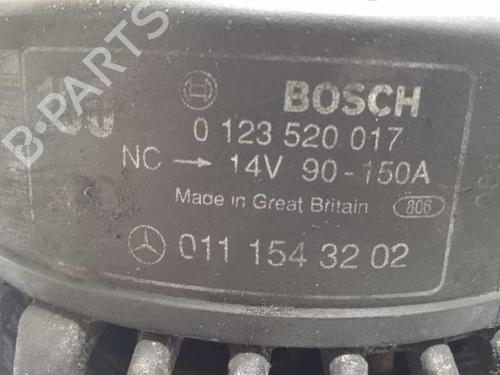 BOSCH
0 123 520 017
NC → 14V 90-150A
Made in Great Britain 806
011 154 32 02
B-PARTS